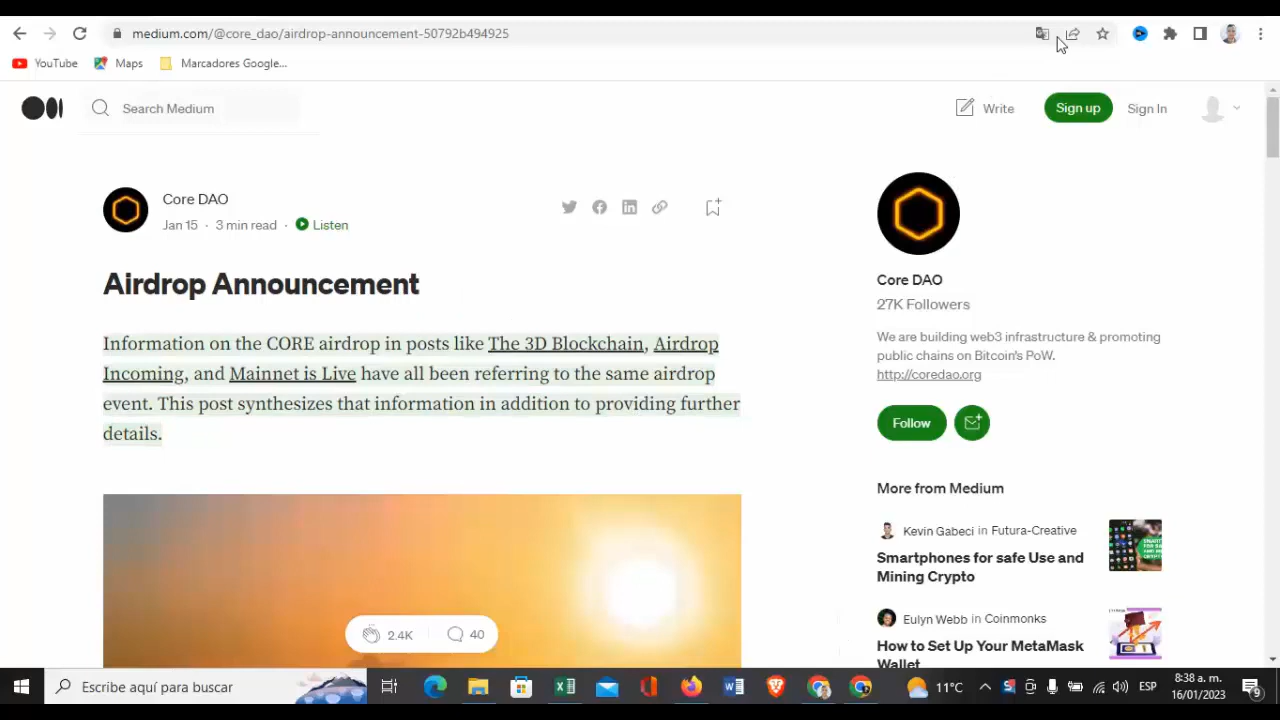 medium.com/@core_dao/airdrop-announcement-50792b494925
YouTube
Maps
Marcadores Google...
Search Medium
Write
Sign up
Sign In
Core DAO
Jan 15 · 3 min read · Listen
Airdrop Announcement
Information on the CORE airdrop in posts like The 3D Blockchain, Airdrop
Incoming, and Mainnet is Live have all been referring to the same airdrop
event. This post synthesizes that information in addition to providing further
details.
2.4K
40
Core DAO
27K Followers
We are building web3 infrastructure & promoting
public chains on Bitcoin's PoW.
http://coredao.org
Follow
More from Medium
Kevin Gabeci in Futura-Creative
Smartphones for safe Use and
Mining Crypto
Eulyn Webb in Coinmonks
How to Set Up Your MetaMask
Wallet
Escribe aquí para buscar
11°C
ESP
8:38 a. m.
16/01/2023
9